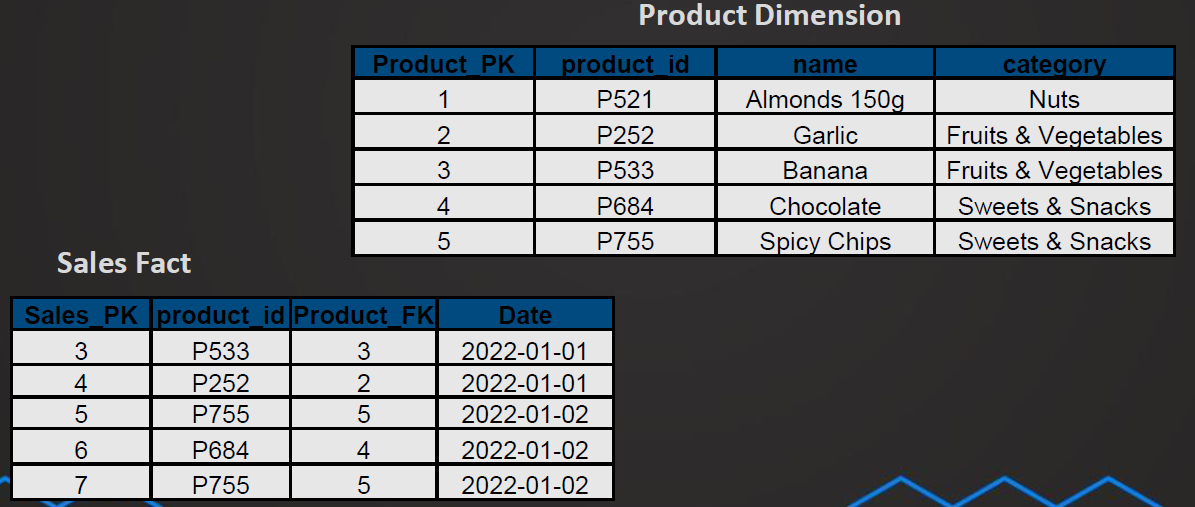 Product Dimension
Product_PK product_id name category
1 P521 Almonds 150g Nuts
2 P252 Garlic Fruits & Vegetables
3 P533 Banana Fruits & Vegetables
4 P684 Chocolate Sweets & Snacks
5 P755 Spicy Chips Sweets & Snacks
Sales Fact
Sales_PK product_id Product_FK Date
3 P533 3 2022-01-01
4 P252 2 2022-01-01
5 P755 5 2022-01-02
6 P684 4 2022-01-02
7 P755 5 2022-01-02